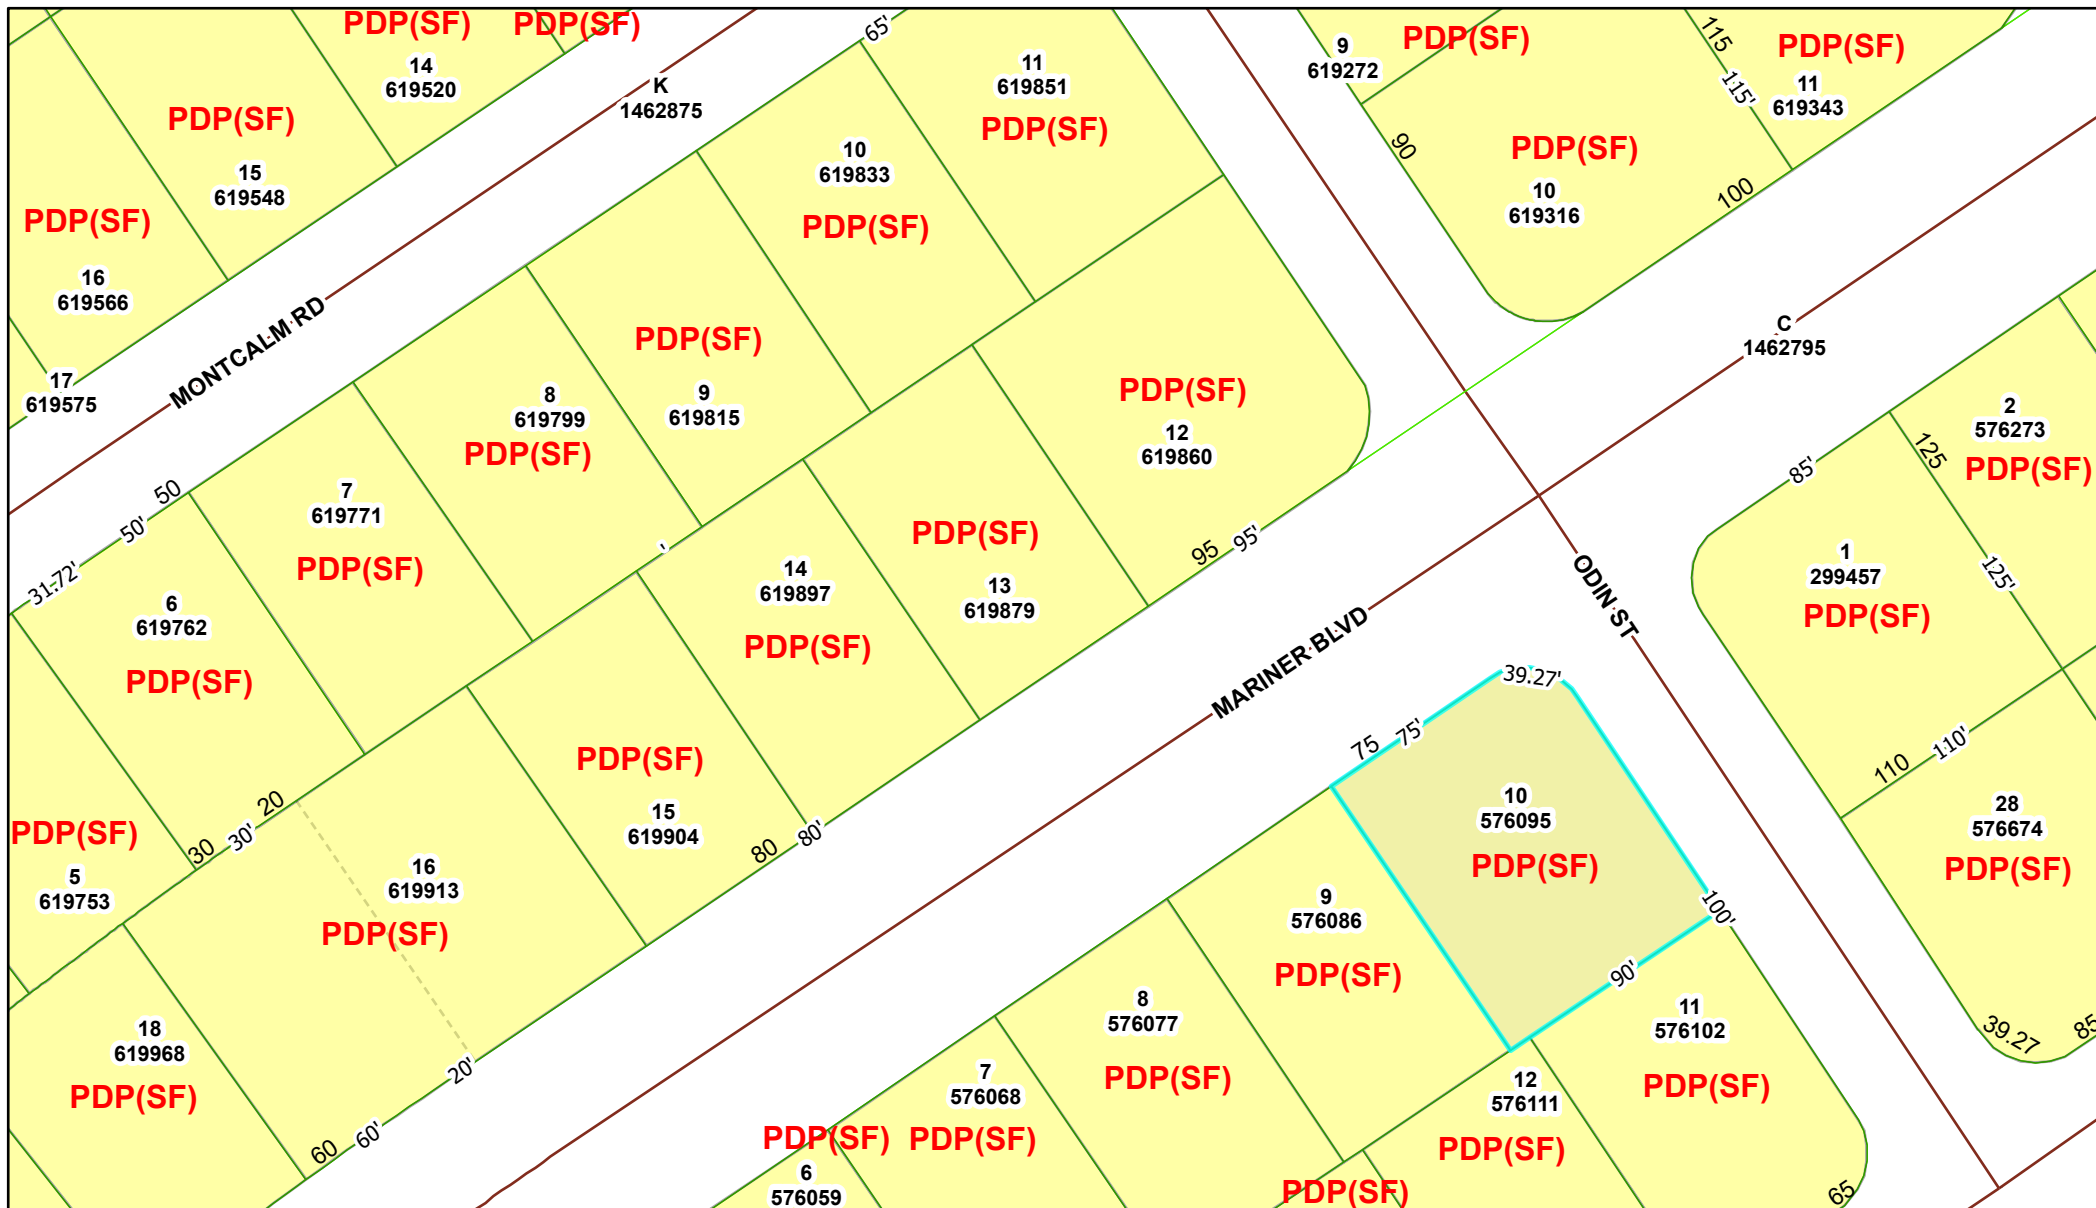 PDP(SF)
14
619520
PDP(SF)
65'
K
1462875
11
619851
PDP(SF)
9
619272
PDP(SF)
115
115'
PDP(SF)
11
619343
PDP(SF)
15
619548
10
619833
PDP(SF)
90
PDP(SF)
10
619316
100
PDP(SF)
16
619566
MONTCALM RD
17
619575
PDP(SF)
9
619815
8
619799
PDP(SF)
PDP(SF)
12
619860
C
1462795
2
576273
PDP(SF)
125
125'
85'
50
50'
31.72'
7
619771
PDP(SF)
'
14
619897
PDP(SF)
PDP(SF)
13
619879
95
95'
1
299457
PDP(SF)
ODIN ST
MARINER BLVD
6
619762
PDP(SF)
39.27'
75
75'
110
110'
PDP(SF)
15
619904
80
80'
20
30
30'
PDP(SF)
5
619753
16
619913
PDP(SF)
10
576095
PDP(SF)
28
576674
PDP(SF)
9
576086
PDP(SF)
100'
90'
8
576077
PDP(SF)
11
576102
PDP(SF)
39.27
85
18
619968
PDP(SF)
20'
60
60'
7
576068
PDP(SF)
PDP(SF)
6
576059
12
576111
PDP(SF)
PDP(SF)
65